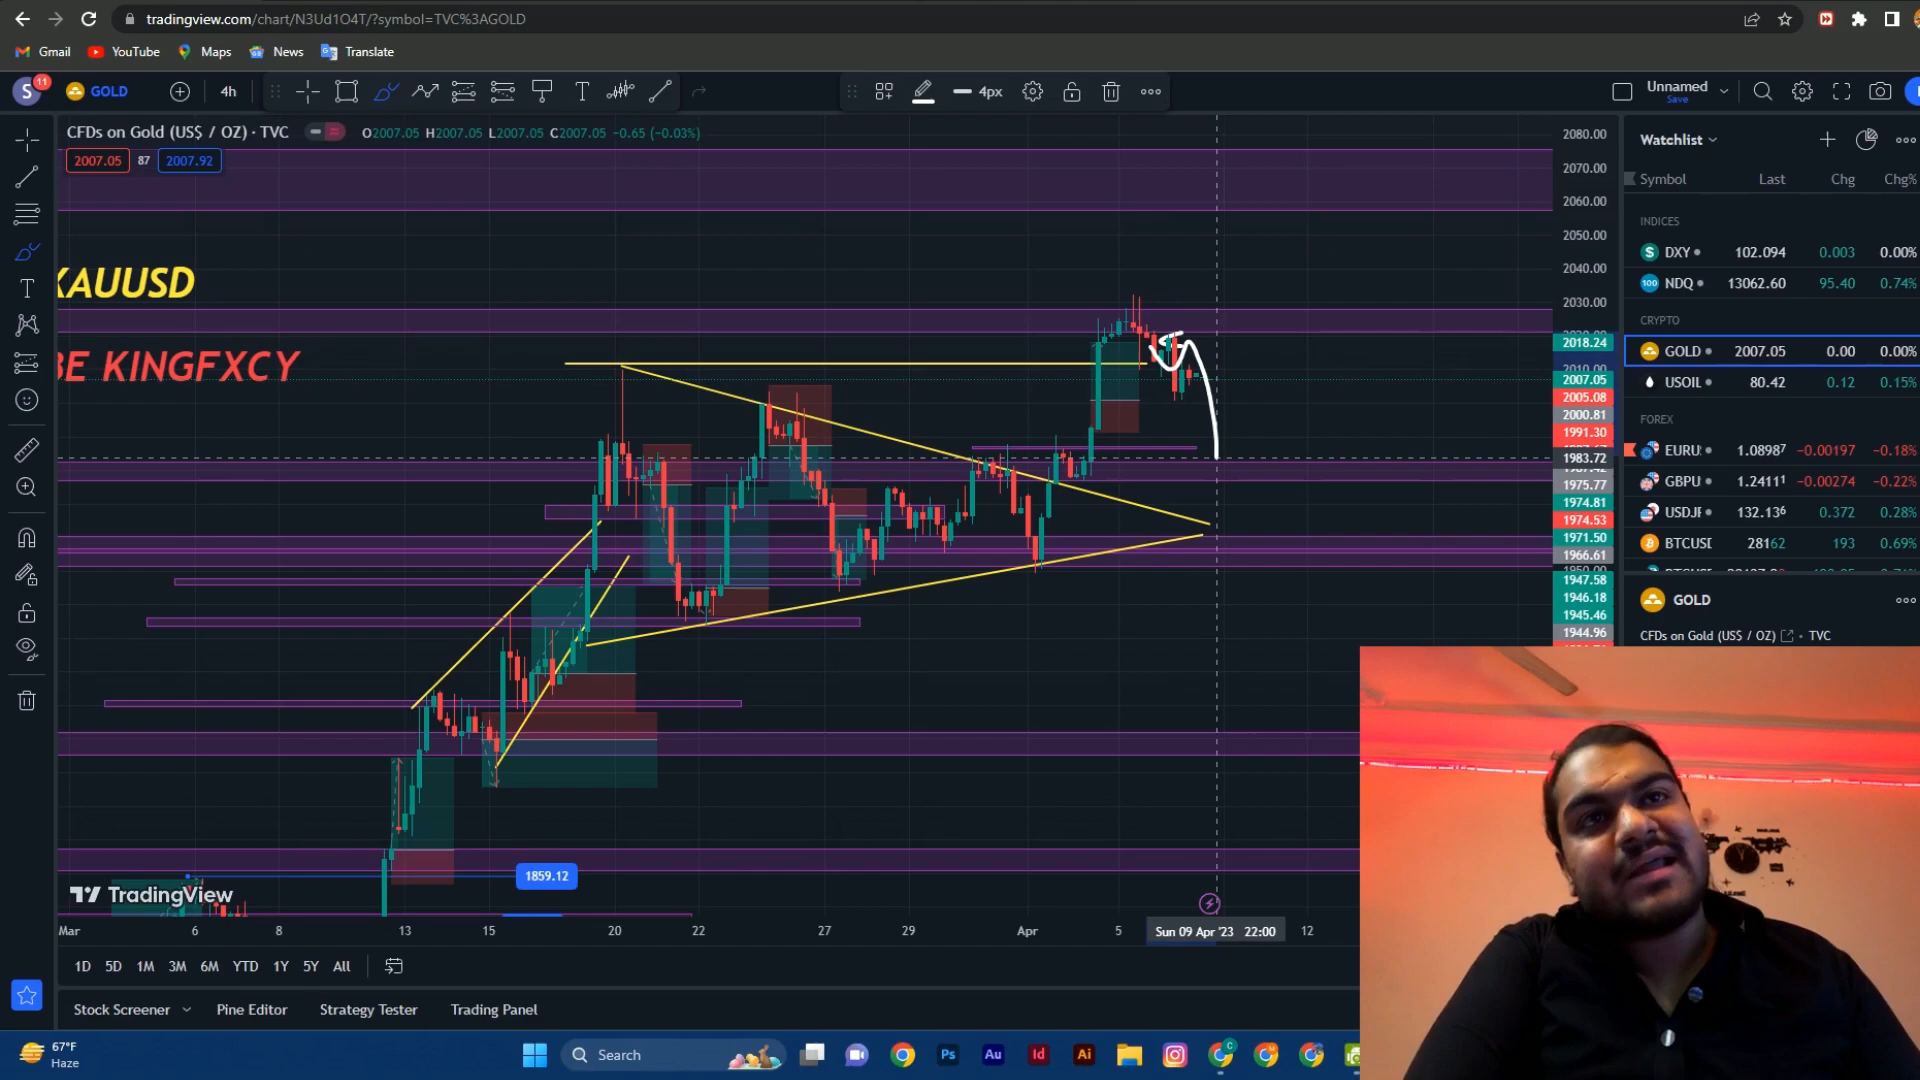 tradingview.com/chart/N3Ud1O4T/?symbol=TVC%3AGOLD
Gmail YouTube Maps News Translate
S 11 GOLD 4h T 4px Unnamed
Save
CFDs on Gold (US$ / OZ) · TVC O2007.05 H2007.05 L2007.05 C2007.05 −0.65 (−0.03%)
2007.05 87 2007.92
XAUUSD
BE KINGFXCY
2080.00
2070.00
2060.00
2050.00
2040.00
2030.00
2018.24
2010.00
2007.05
2005.08
2000.81
1991.30
1983.72
1975.77
1974.81
1974.53
1971.50
1966.61
1947.58
1946.18
1945.46
1944.96
1859.12
TradingView
Mar 6 8 13 15 20 22 27 29 Apr 5 Sun 09 Apr '23 22:00 12
1D 5D 1M 3M 6M YTD 1Y 5Y All
Stock Screener Pine Editor Strategy Tester Trading Panel
Watchlist
Symbol Last Chg Chg%
INDICES
DXY 102.094 0.003 0.00%
NDQ 13062.60 95.40 0.74%
CRYPTO
GOLD 2007.05 0.00 0.00%
USOIL 80.42 0.12 0.15%
FOREX
EURU 1.08987 −0.00197 −0.18%
GBPU 1.24111 −0.00274 −0.22%
USDJF 132.136 0.372 0.28%
BTCUSD 28162 193 0.69%
GOLD
CFDs on Gold (US$ / OZ) · TVC
67°F
Haze
Search
Ps Au Id Ai